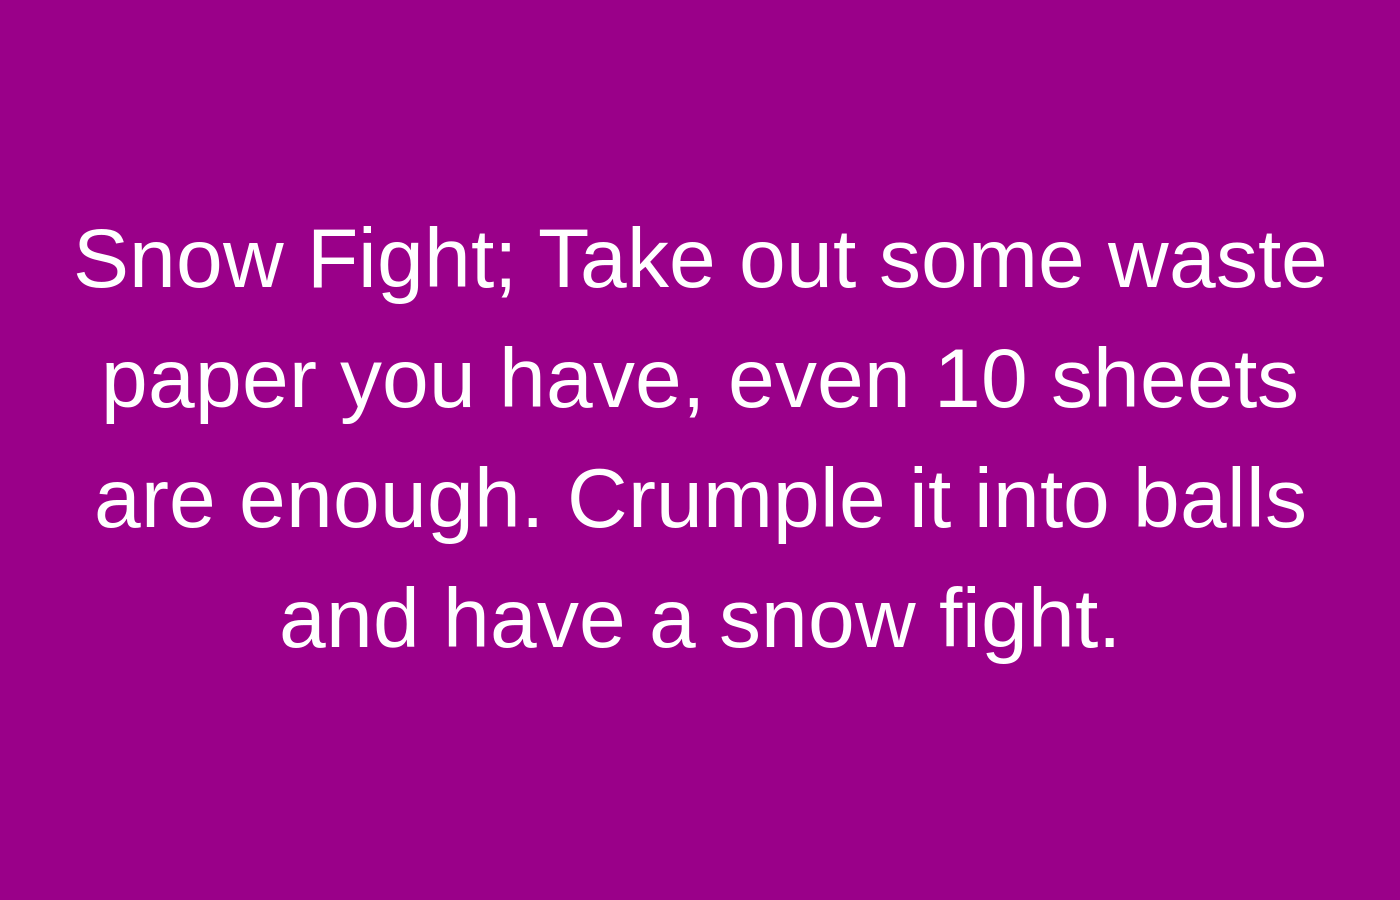 Snow Fight; Take out some waste
paper you have, even 10 sheets
are enough. Crumple it into balls
and have a snow fight.